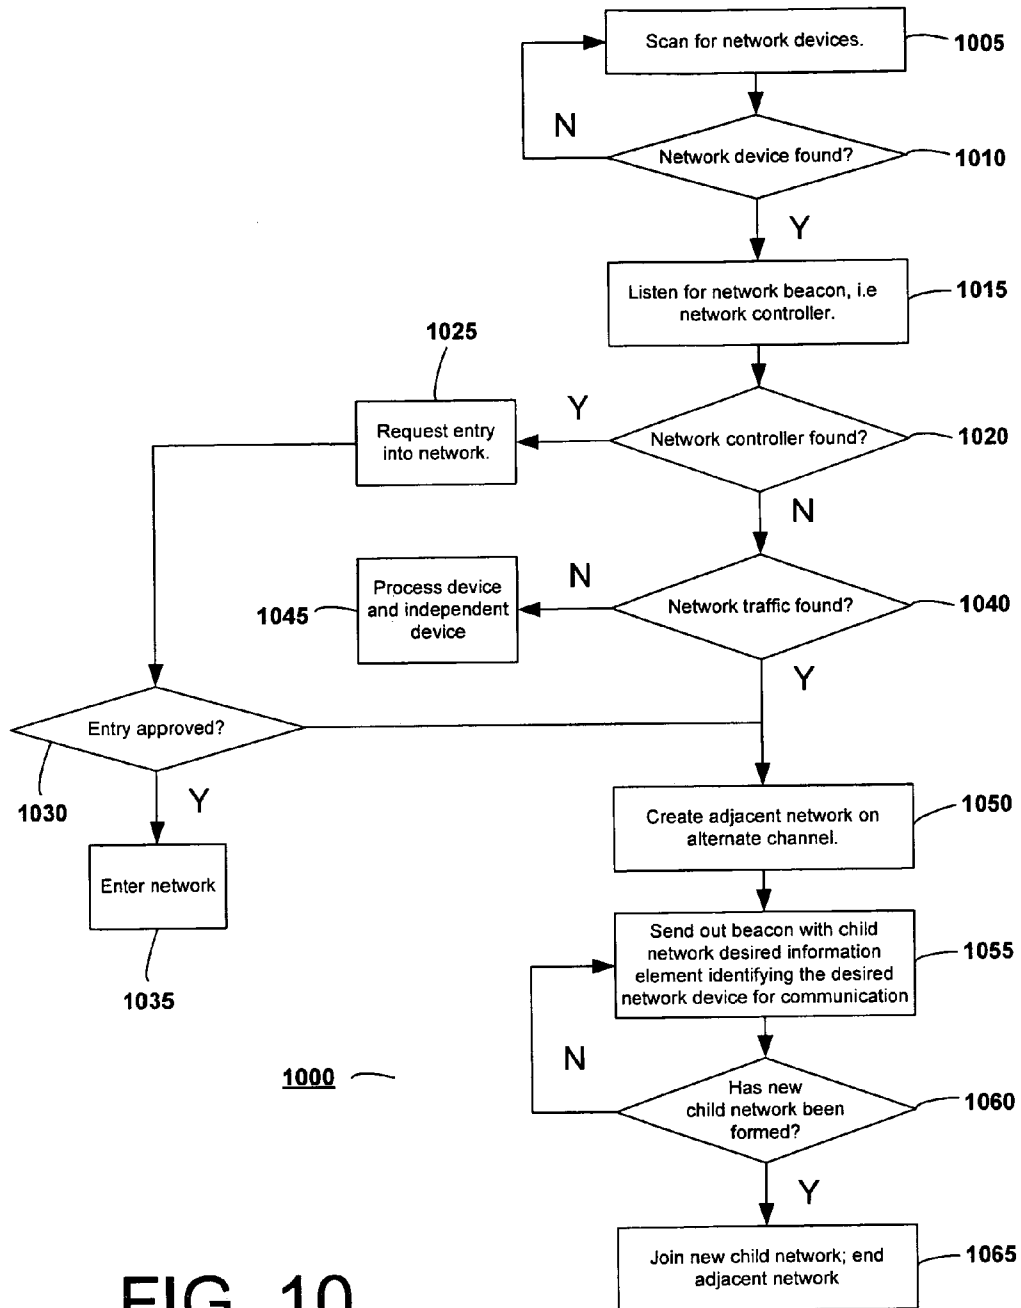 Scan for network devices.
1005
N
Network device found?
1010
Y
Listen for network beacon, i.e
network controller.
1015
1025
Request entry
into network.
Y
Network controller found?
1020
N
Process device
and independent
device
1045
N
Network traffic found?
1040
Y
Entry approved?
1030
Y
Enter network
1035
Create adjacent network on
alternate channel.
1050
Send out beacon with child
network desired information
element identifying the desired
network device for communication
1055
N
1000
Has new
child network been
formed?
1060
Y
Join new child network; end
adjacent network
1065
FIG. 10